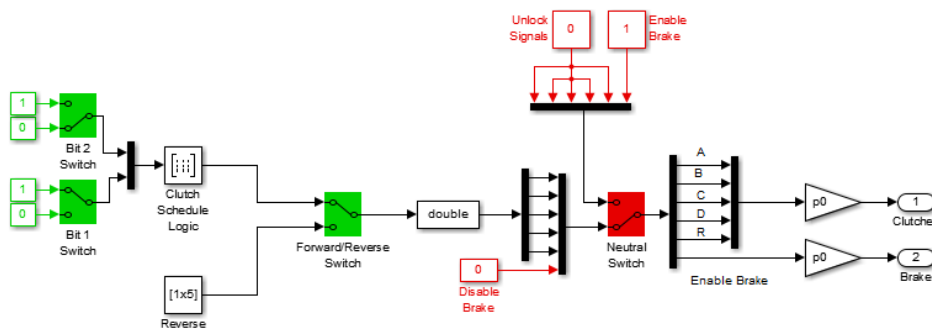 Unlock
Signals
0
1
Enable
Brake
1
0
Bit 2
Switch
1
0
Bit 1
Switch
[:::]
Clutch
Schedule
Logic
[1x5]
Reverse
Forward/Reverse
Switch
double
0
Disable
Brake
Neutral
Switch
A
B
C
D
R
Enable Brake
p0
1
Clutche
p0
2
Brake